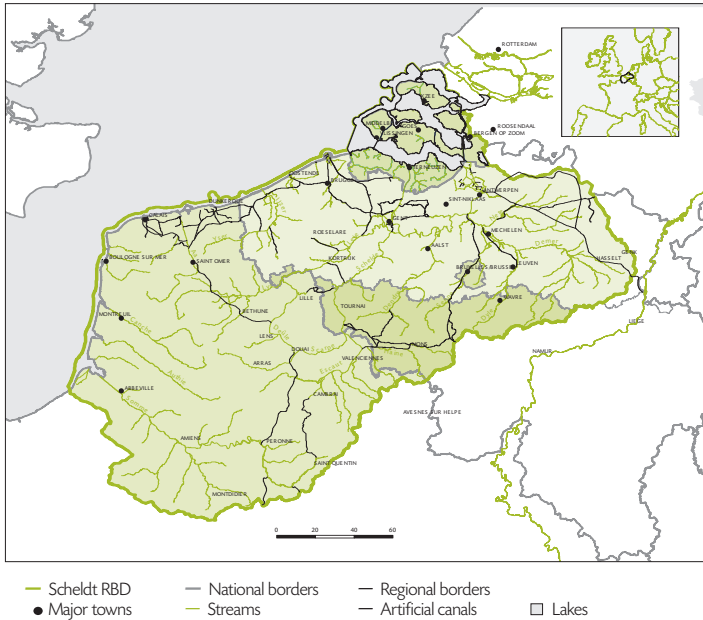 ROTTERDAM
ROOSENDAAL
BERGEN OP ZOOM
TERNEUZEN
OOSTENDE
BRUGGE
ANTWERPEN
SINT-NIKLAAS
DUNKERQUE
CALAIS
GENT
ROESELARE
MECHELEN
AALST
Demer
GENK
HASSELT
KORTRIJK
LEUVEN
BOULOGNE SUR MER
SAINT OMER
WAVRE
LILLE
TOURNAI
LIEGE
MONTREUIL
BETHUNE
Canche
LENS
DOUAI
MONS
NAMUR
ARRAS
VALENCIENNES
Authie
ABBEVILLE
CAMBRAI
AVESNES SUR HELPE
Somme
AMIENS
PERONNE
SAINT QUENTIN
MONTDIDIER
0 20 40 60
Scheldt RBD
National borders
Regional borders
Major towns
Streams
Artificial canals
Lakes